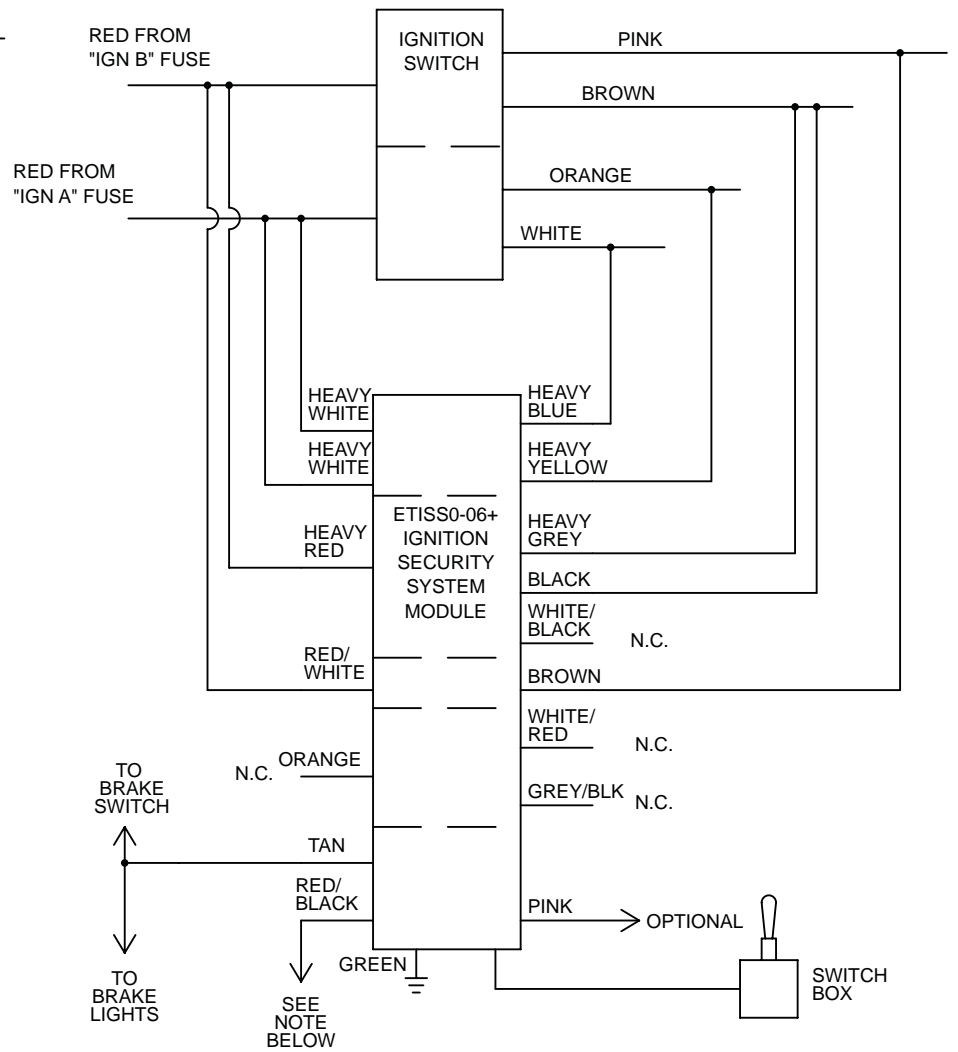 RED FROM
"IGN B" FUSE
IGNITION
SWITCH
PINK
BROWN
RED FROM
"IGN A" FUSE
ORANGE
WHITE
HEAVY
WHITE
HEAVY
BLUE
HEAVY
WHITE
HEAVY
YELLOW
ETISS0-06+
IGNITION
SECURITY
SYSTEM
MODULE
HEAVY
RED
HEAVY
GREY
BLACK
WHITE/
BLACK
N.C.
RED/
WHITE
BROWN
WHITE/
RED
N.C.
N.C.
ORANGE
GREY/BLK
N.C.
TO
BRAKE
SWITCH
TAN
RED/
BLACK
PINK
OPTIONAL
GREEN
TO
BRAKE
LIGHTS
SEE
NOTE
BELOW
SWITCH
BOX